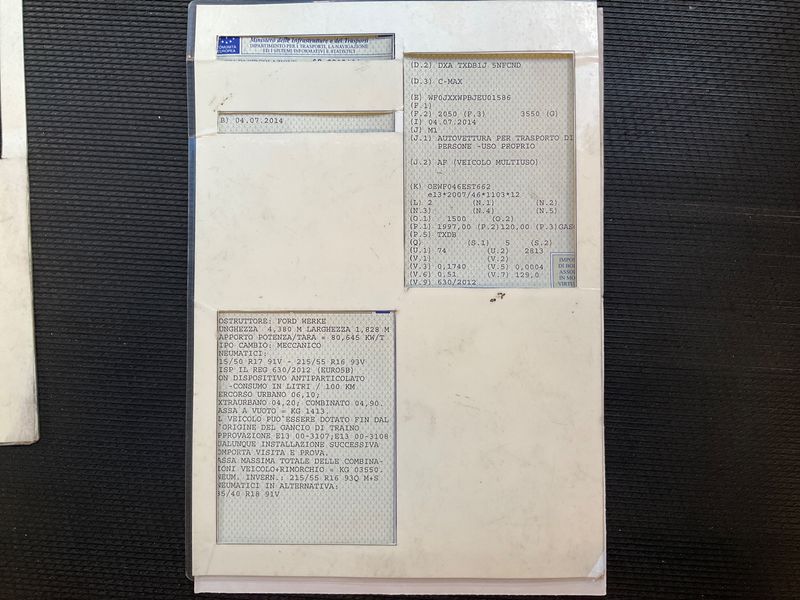 COMUNITÀ
EUROPEA
Ministero delle Infrastrutture e dei Trasporti
DIPARTIMENTO PER I TRASPORTI, LA NAVIGAZIONE
ED I SISTEMI INFORMATIVI E STATISTICI
B) 04.07.2014
OSTRUTTORE: FORD WERKE
UNGHEZZA 4,380 M LARGHEZZA 1,828 M
APPORTO POTENZA/TARA = 80,645 KW/T
IPO CAMBIO: MECCANICO
NEUMATICI:
15/50 R17 91V - 215/55 R16 93V
ISP IL REG 630/2012 (EURO5B)
ON DISPOSITIVO ANTIPARTICOLATO
-CONSUMO IN LITRI / 100 KM
ERCORSO URBANO 06,10;
XTRAURBANO 04,20; COMBINATO 04,90.
ASSA A VUOTO = KG 1413.
L VEICOLO PUO'ESSERE DOTATO FIN DAL
'ORIGINE DEL GANCIO DI TRAINO
PPROVAZIONE E13 00-3107;E13 00-3108
UALUNQUE INSTALLAZIONE SUCCESSIVA
OMPORTA VISITA E PROVA.
ASSA MASSIMA TOTALE DELLE COMBINA-
IONI VEICOLO+RIMORCHIO = KG 03550.
NEUM. INVERN.: 215/55 R16 93Q M+S
NEUMATICI IN ALTERNATIVA:
35/40 R18 91V
(D.2) DXA TXDB1J 5NFCND
(D.3) C-MAX
(E) WF0JXXWPBJEU01586
(F.1)
(F.2) 2050 (F.3) 3550 (G)
(I) 04.07.2014
(J) M1
(J.1) AUTOVETTURA PER TRASPORTO DI
PERSONE -USO PROPRIO
(J.2) AF (VEICOLO MULTIUSO)
(K) OEWF046EST662
e13*2007/46*1103*12
(L) 2 (N.1) (N.2)
(N.3) (N.4) (N.5)
(O.1) 1500 (O.2)
(P.1) 1997,00 (P.2)120,00 (P.3)GAS
(P.5) TXDB
(Q) (S.1) 5 (S.2)
(U.1) 74 (U.2) 2813
(V.1) (V.2)
(V.3) 0,1740 (V.5) 0,0004
(V.6) 0,51 (V.7) 129,0
(V.9) 630/2012
IMPO
DI BO
ASSO
IN MO
VIRTU